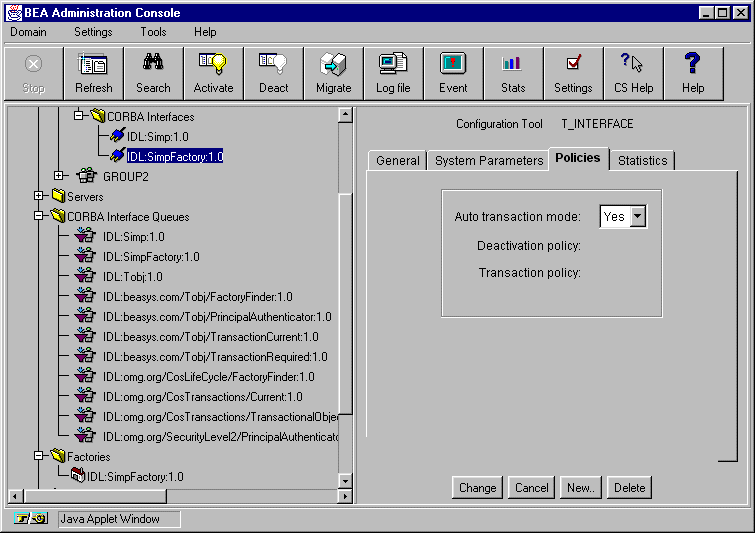 BEA Administration Console
Domain Settings Tools Help
Stop Refresh Search Activate Deact Migrate Log file Event Stats Settings CS Help Help
CORBA Interfaces
IDL:Simp:1.0
IDL:SimpFactory:1.0
GROUP2
Servers
CORBA Interface Queues
IDL:Simp:1.0
IDL:SimpFactory:1.0
IDL:Tobj:1.0
IDL:beasys.com/Tobj/FactoryFinder:1.0
IDL:beasys.com/Tobj/PrincipalAuthenticator:1.0
IDL:beasys.com/Tobj/TransactionCurrent:1.0
IDL:beasys.com/Tobj/TransactionRequired:1.0
IDL:omg.org/CosLifeCycle/FactoryFinder:1.0
IDL:omg.org/CosTransactions/Current:1.0
IDL:omg.org/CosTransactions/TransactionalObje
IDL:omg.org/SecurityLevel2/PrincipalAuthenticato
Factories
IDL:SimpFactory:1.0
Configuration Tool T_INTERFACE
General System Parameters Policies Statistics
Auto transaction mode: Yes
Deactivation policy:
Transaction policy:
Change Cancel New.. Delete
Java Applet Window